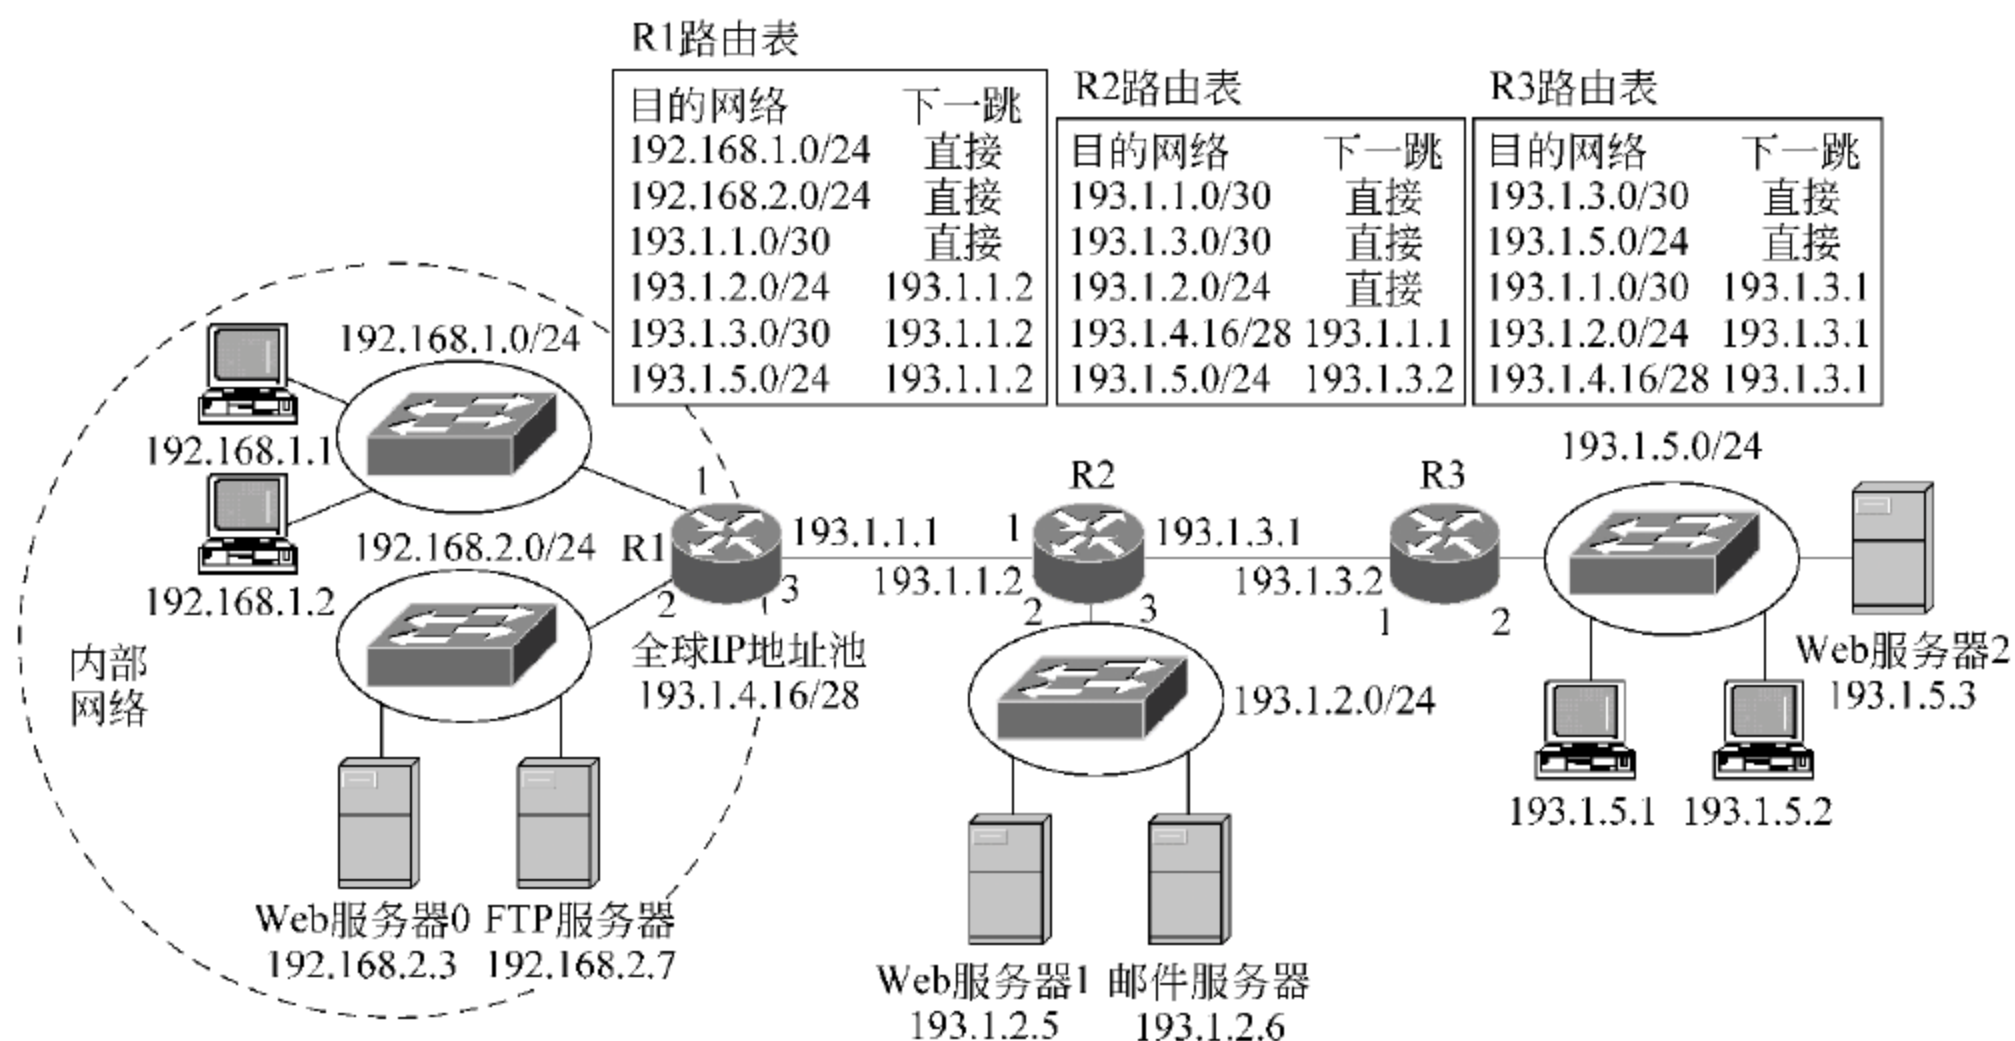 R1路由表
目的网络 下一跳
192.168.1.0/24 直接
192.168.2.0/24 直接
193.1.1.0/30 直接
193.1.2.0/24 193.1.1.2
193.1.3.0/30 193.1.1.2
193.1.5.0/24 193.1.1.2
R2路由表
目的网络 下一跳
193.1.1.0/30 直接
193.1.3.0/30 直接
193.1.2.0/24 直接
193.1.4.16/28 193.1.1.1
193.1.5.0/24 193.1.3.2
R3路由表
目的网络 下一跳
193.1.3.0/30 直接
193.1.5.0/24 直接
193.1.1.0/30 193.1.3.1
193.1.2.0/24 193.1.3.1
193.1.4.16/28 193.1.3.1
192.168.1.0/24
192.168.1.1
192.168.1.2
192.168.2.0/24
内部
网络
Web服务器0
192.168.2.3
FTP服务器
192.168.2.7
R1
1
2
3
193.1.1.1
全球IP地址池
193.1.4.16/28
R2
1
193.1.1.2
2
3
193.1.3.1
193.1.2.0/24
Web服务器1
193.1.2.5
邮件服务器
193.1.2.6
R3
193.1.3.2
1
2
193.1.5.0/24
Web服务器2
193.1.5.3
193.1.5.1
193.1.5.2